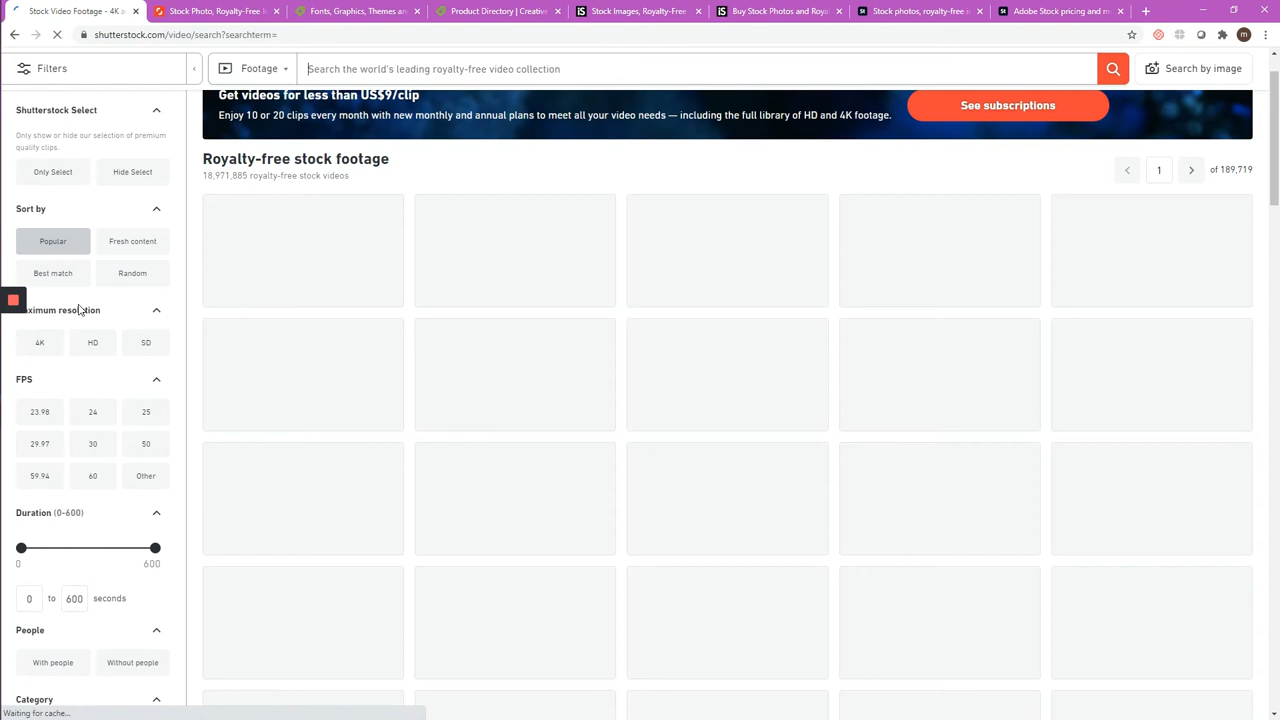 Stock Video Footage - 4K a
Stock Photo, Royalty-Free I
Fonts, Graphics, Themes an
Product Directory | Creative
Stock Images, Royalty-Free
Buy Stock Photos and Roya
Stock photos, royalty-free i
Adobe Stock pricing and m
shutterstock.com/video/search?searchterm=
Filters
Footage
Search the world's leading royalty-free video collection
Search by image
Get videos for less than US$9/clip
Enjoy 10 or 20 clips every month with new monthly and annual plans to meet all your video needs — including the full library of HD and 4K footage.
See subscriptions
Royalty-free stock footage
18,971,885 royalty-free stock videos
1
of 189,719
Shutterstock Select
Only show or hide our selection of premium
quality clips.
Only Select
Hide Select
Sort by
Popular
Fresh content
Best match
Random
ximum resolution
4K
HD
SD
FPS
23.98
24
25
29.97
30
50
59.94
60
Other
Duration (0-600)
0
600
0
to
600
seconds
People
With people
Without people
Category
Waiting for cache...